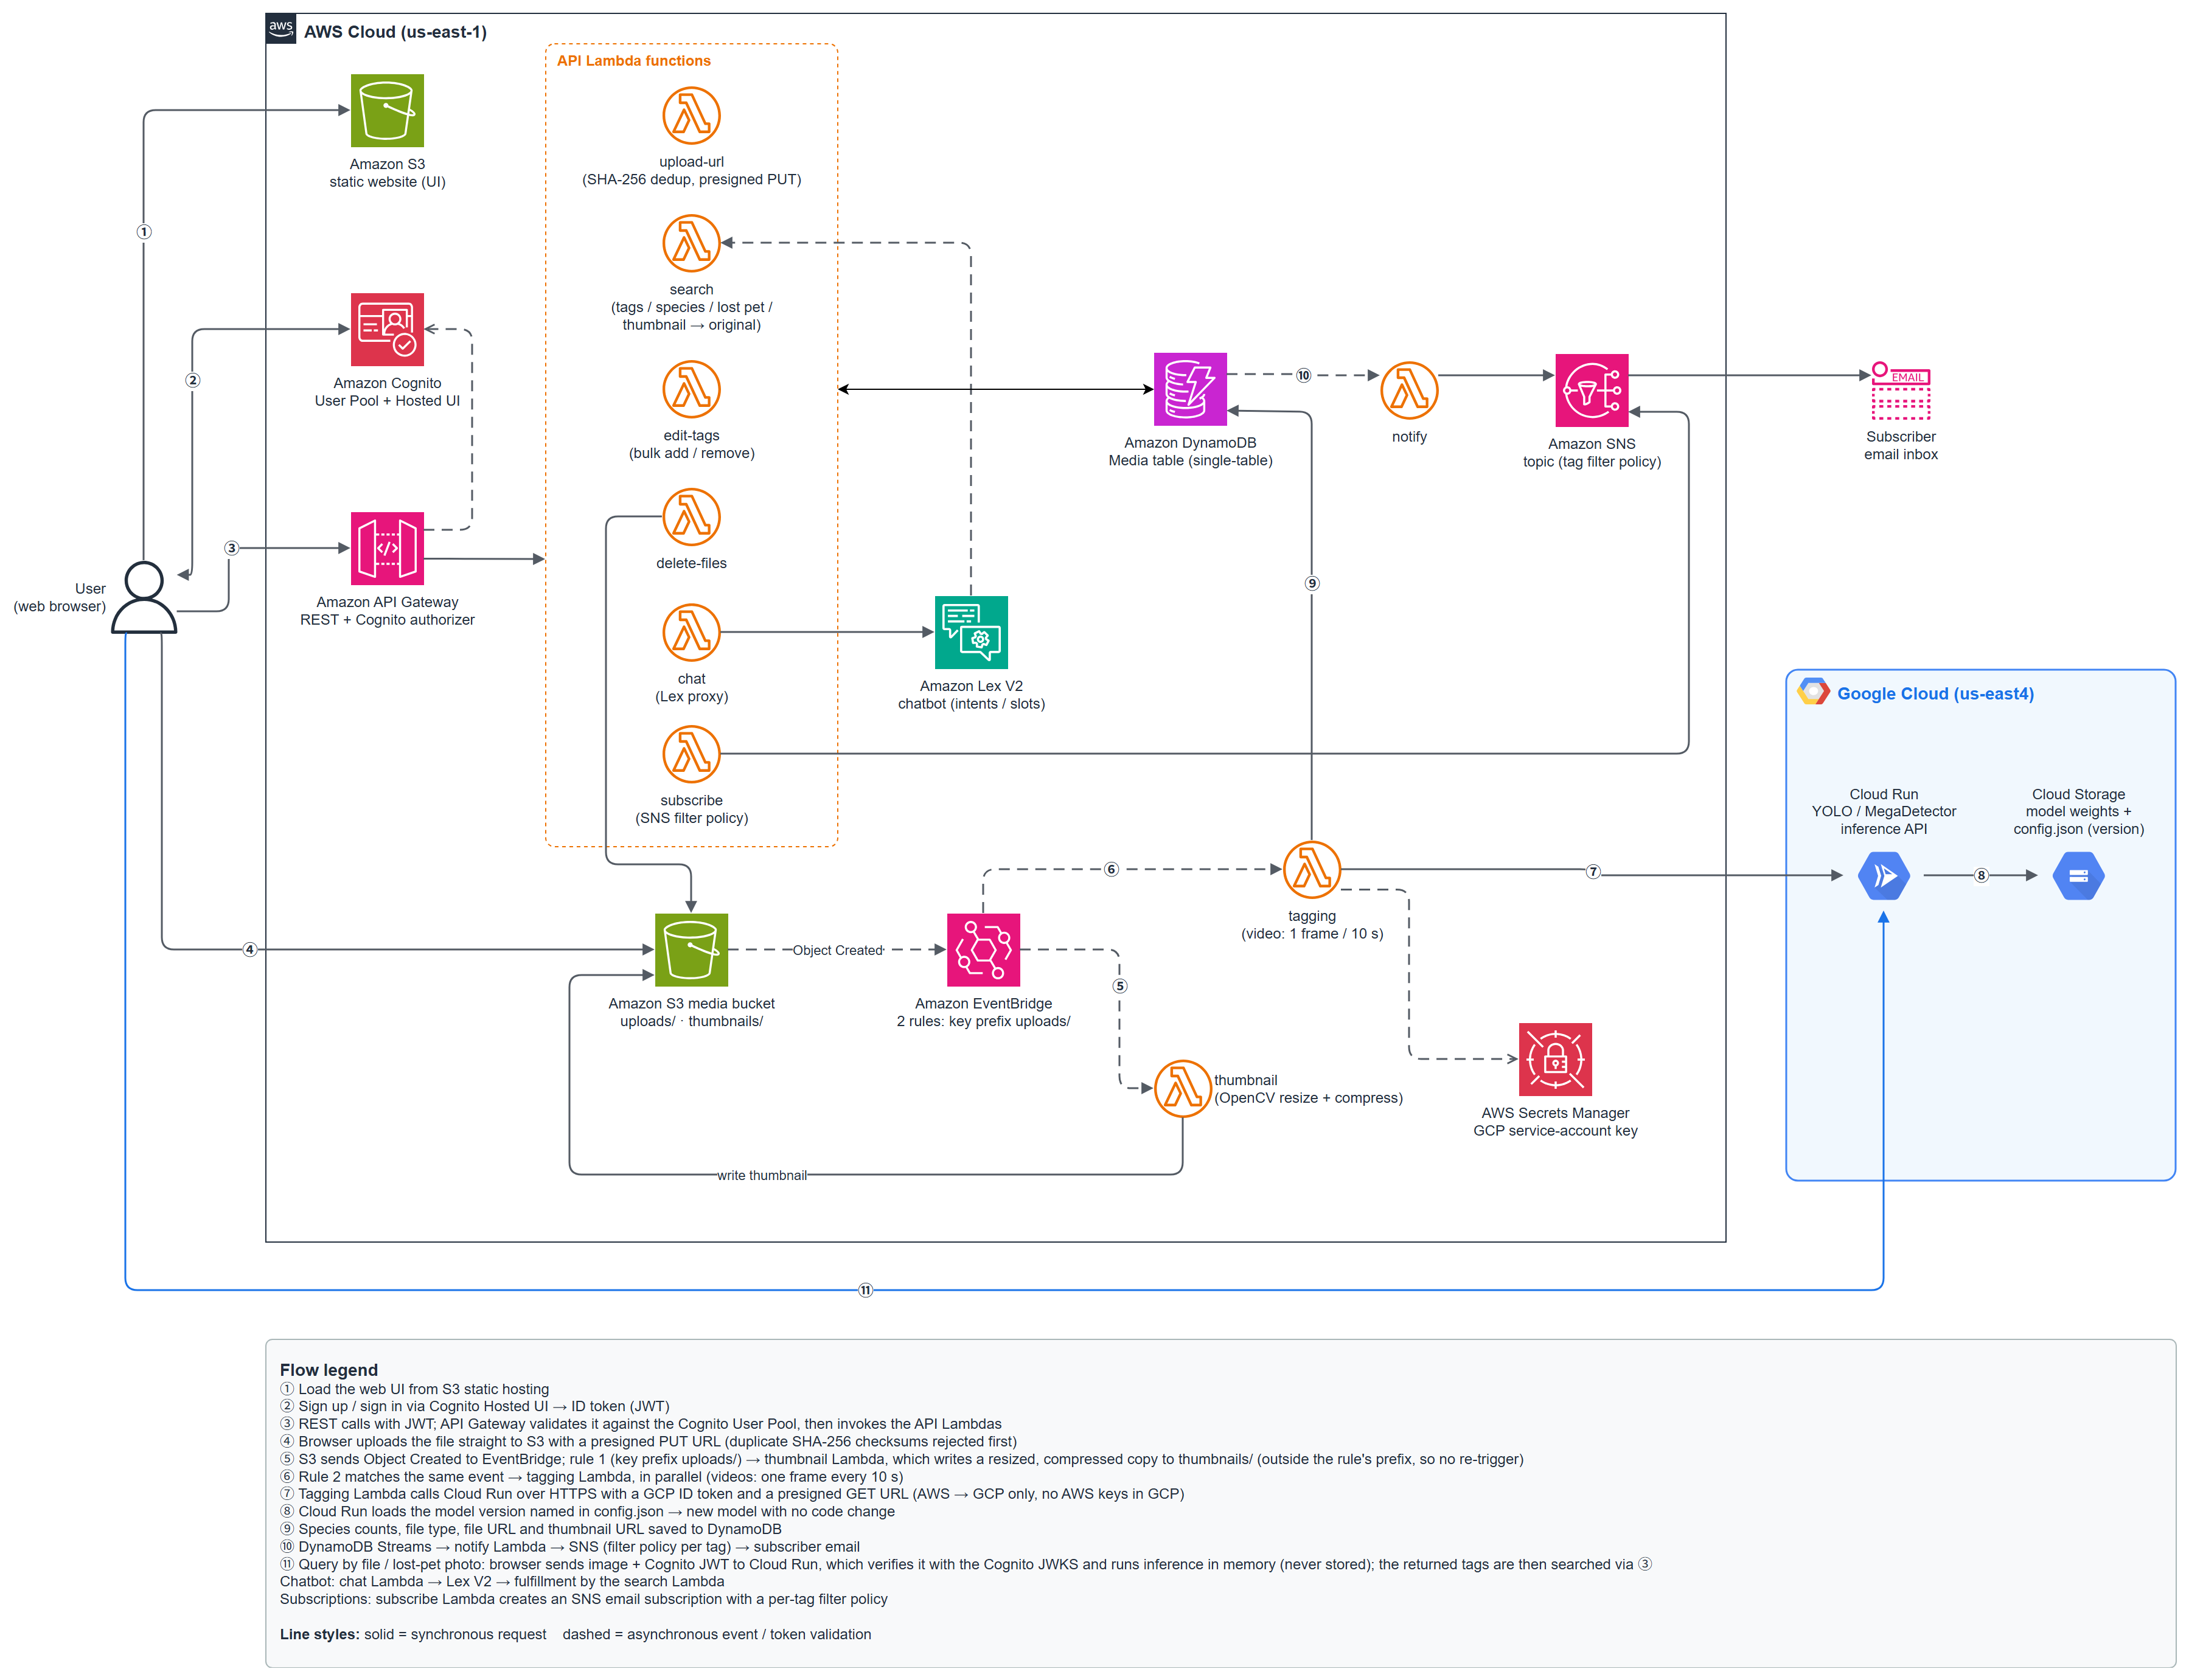 aws
AWS Cloud (us-east-1)
API Lambda functions
Amazon S3
static website (UI)
upload-url
(SHA-256 dedup, presigned PUT)
①
search
(tags / species / lost pet /
thumbnail → original)
②
Amazon Cognito
User Pool + Hosted UI
edit-tags
(bulk add / remove)
Amazon DynamoDB
Media table (single-table)
⑩
notify
Amazon SNS
topic (tag filter policy)
EMAIL
Subscriber
email inbox
③
User
(web browser)
Amazon API Gateway
REST + Cognito authorizer
delete-files
⑨
chat
(Lex proxy)
Amazon Lex V2
chatbot (intents / slots)
subscribe
(SNS filter policy)
Google Cloud (us-east4)
Cloud Run
YOLO / MegaDetector
inference API
Cloud Storage
model weights +
config.json (version)
⑥
⑦
⑧
tagging
(video: 1 frame / 10 s)
④
Object Created
⑤
Amazon S3 media bucket
uploads/ · thumbnails/
Amazon EventBridge
2 rules: key prefix uploads/
thumbnail
(OpenCV resize + compress)
AWS Secrets Manager
GCP service-account key
write thumbnail
⑪
Flow legend
① Load the web UI from S3 static hosting
② Sign up / sign in via Cognito Hosted UI → ID token (JWT)
③ REST calls with JWT; API Gateway validates it against the Cognito User Pool, then invokes the API Lambdas
④ Browser uploads the file straight to S3 with a presigned PUT URL (duplicate SHA-256 checksums rejected first)
⑤ S3 sends Object Created to EventBridge; rule 1 (key prefix uploads/) → thumbnail Lambda, which writes a resized, compressed copy to thumbnails/ (outside the rule's prefix, so no re-trigger)
⑥ Rule 2 matches the same event → tagging Lambda, in parallel (videos: one frame every 10 s)
⑦ Tagging Lambda calls Cloud Run over HTTPS with a GCP ID token and a presigned GET URL (AWS → GCP only, no AWS keys in GCP)
⑧ Cloud Run loads the model version named in config.json → new model with no code change
⑨ Species counts, file type, file URL and thumbnail URL saved to DynamoDB
⑩ DynamoDB Streams → notify Lambda → SNS (filter policy per tag) → subscriber email
⑪ Query by file / lost-pet photo: browser sends image + Cognito JWT to Cloud Run, which verifies it with the Cognito JWKS and runs inference in memory (never stored); the returned tags are then searched via ③
Chatbot: chat Lambda → Lex V2 → fulfillment by the search Lambda
Subscriptions: subscribe Lambda creates an SNS email subscription with a per-tag filter policy
Line styles: solid = synchronous request    dashed = asynchronous event / token validation